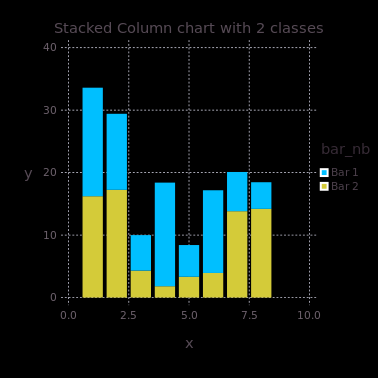 Stacked Column chart with 2 classes
40
30
20
10
0
y
0.0 2.5 5.0 7.5 10.0
x
bar_nb
Bar 1
Bar 2